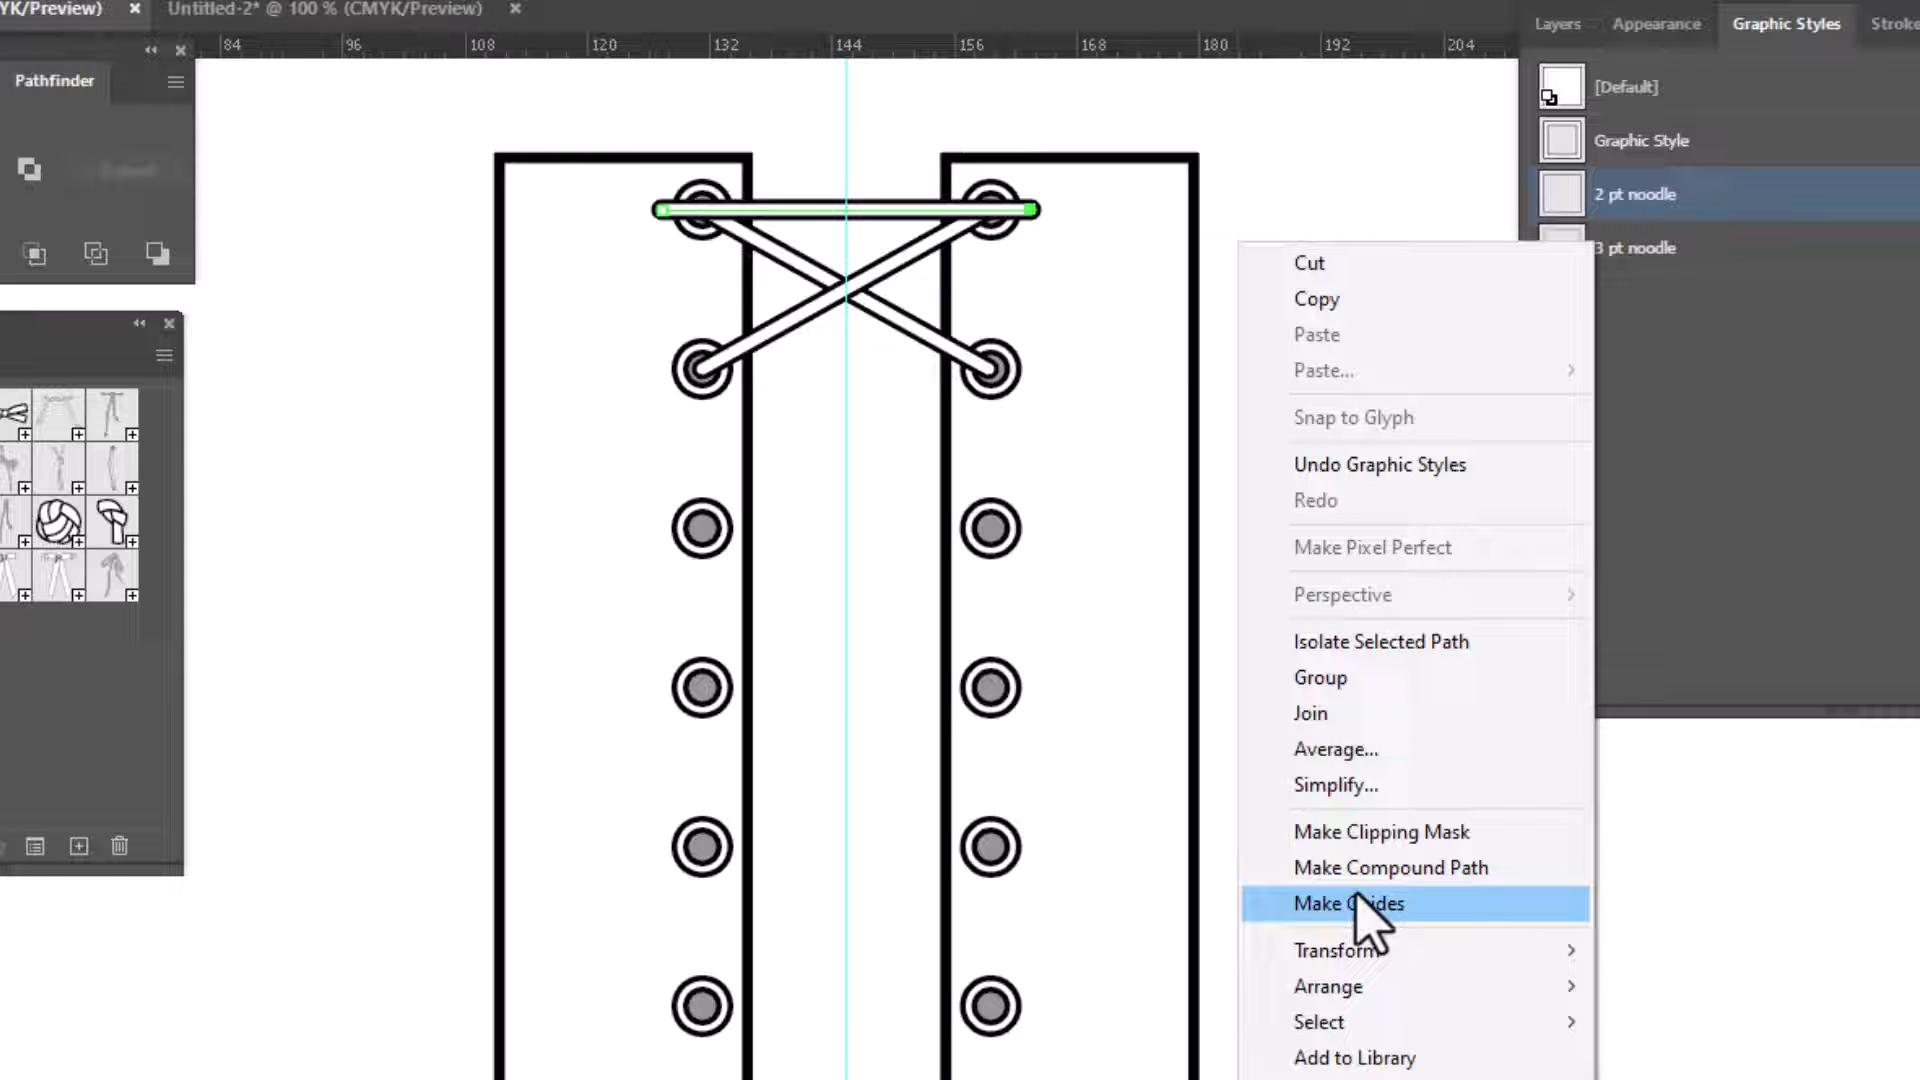 YK/Preview) × Untitled-2* @ 100 % (CMYK/Preview) ×
84 96 108 120 132 144 156 168 180 192 204
Pathfinder
Layers Appearance Graphic Styles Stroke
[Default]
Graphic Style
2 pt noodle
3 pt noodle
Cut
Copy
Paste
Paste...
Snap to Glyph
Undo Graphic Styles
Redo
Make Pixel Perfect
Perspective
Isolate Selected Path
Group
Join
Average...
Simplify...
Make Clipping Mask
Make Compound Path
Make Guides
Transform
Arrange
Select
Add to Library